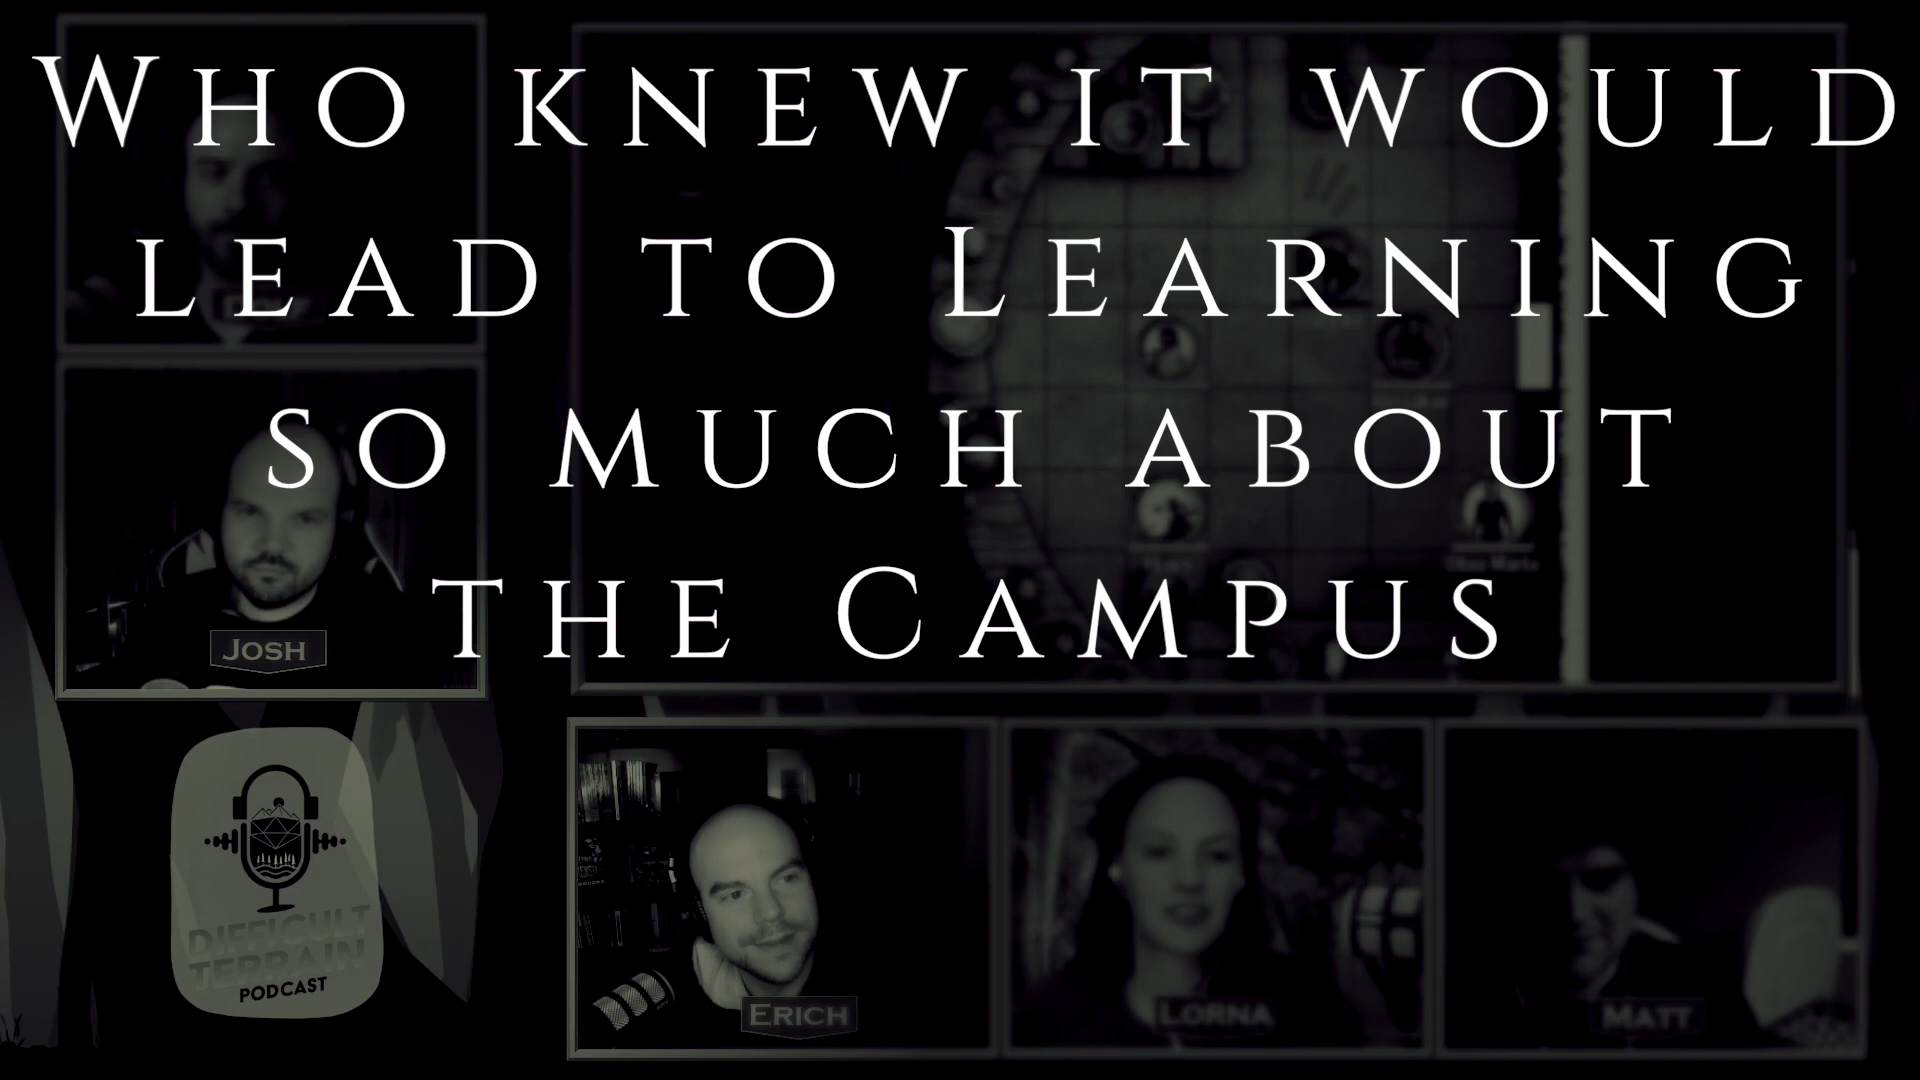 Who knew it would
lead to Learning
so much about
the Campus
Josh
DIFFICULT
TERRAIN
PODCAST
Erich
Lorna
Matt